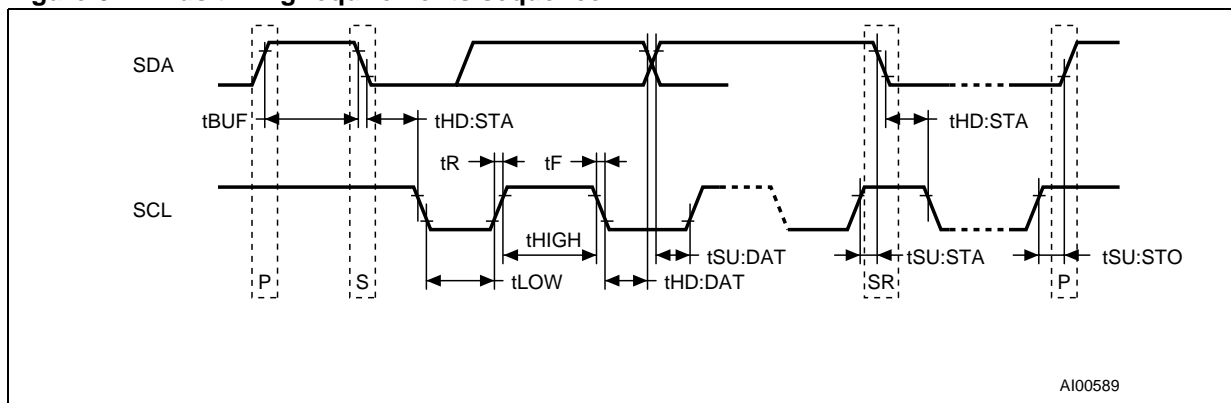 SDA
tBUF
tHD:STA
tHD:STA
tR
tF
SCL
tHIGH
tSU:DAT
tSU:STA
tSU:STO
tLOW
tHD:DAT
P
S
SR
P
AI00589